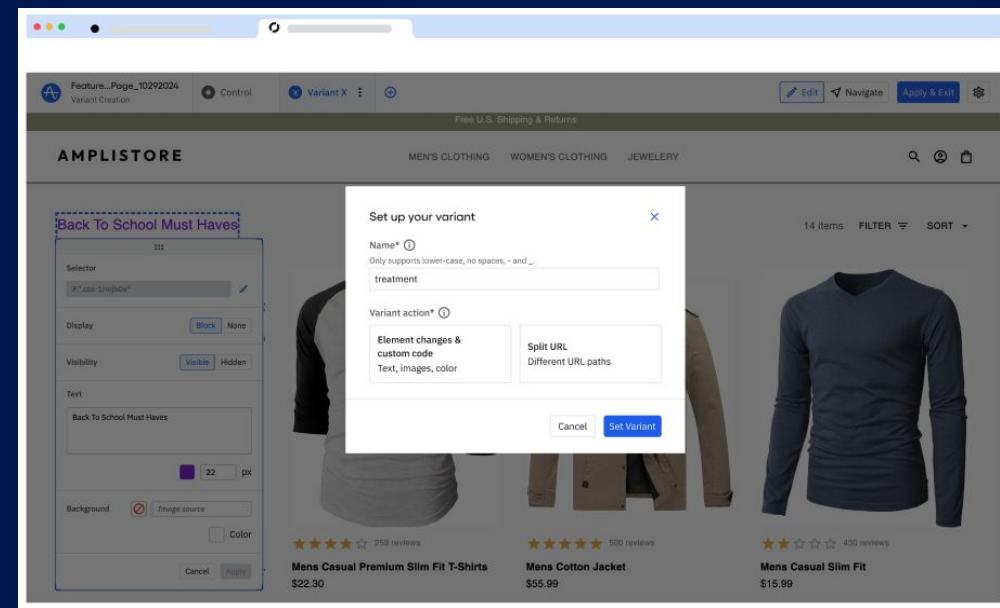 Feature...Page_10292024
Variant Creation
Control
X Variant X
Edit
Navigate
Apply & Exit
Free U.S. Shipping & Returns
AMPLISTORE
MEN'S CLOTHING WOMEN'S CLOTHING JEWELERY
Back To School Must Haves
14 items FILTER SORT
Selector
Display
Block None
Visibility
Visible Hidden
Text
Back To School Must Haves
22 px
Background
Image source
Color
Cancel Apply
Set up your variant
Name*
Only supports lower-case, no spaces, - and _.
treatment
Variant action*
Element changes &
custom code
Text, images, color
Split URL
Different URL paths
Cancel Set Variant
259 reviews
Mens Casual Premium Slim Fit T-Shirts
$22.30
500 reviews
Mens Cotton Jacket
$55.99
430 reviews
Mens Casual Slim Fit
$15.99